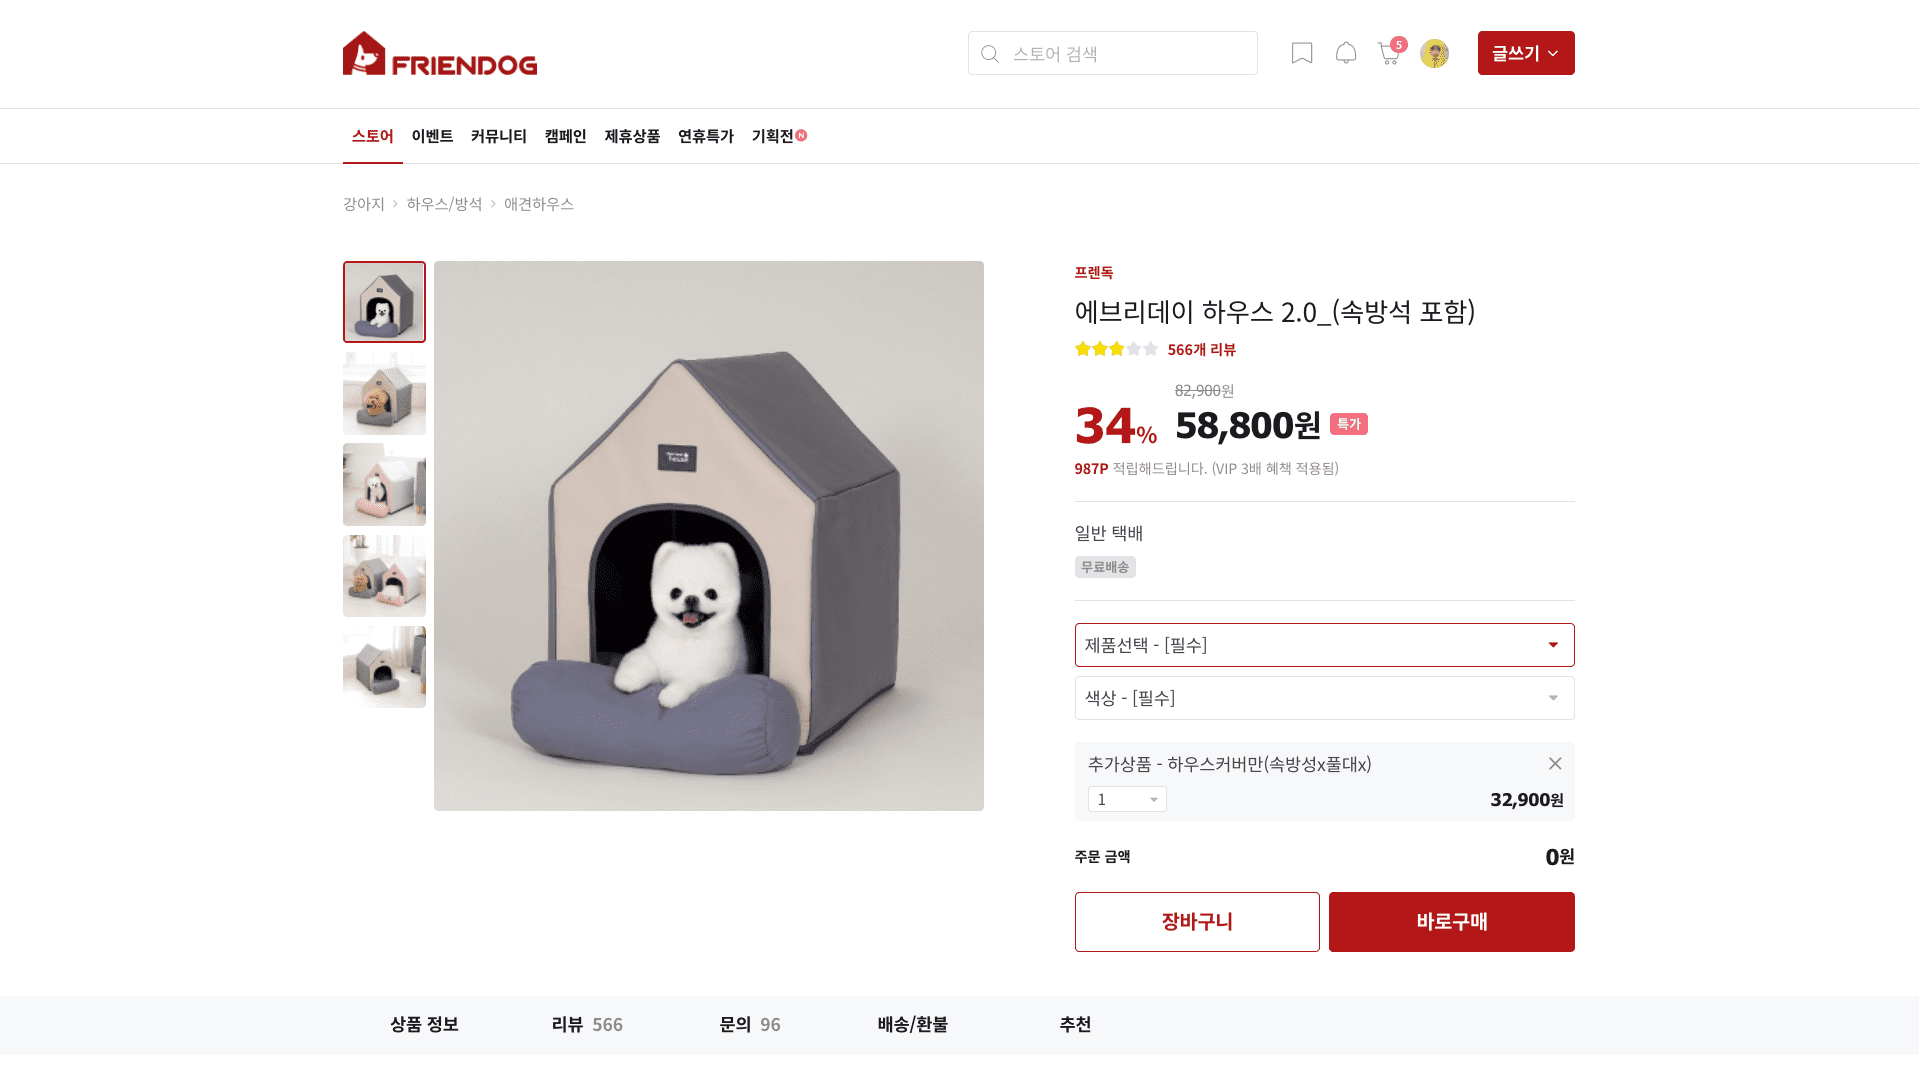 FRIENDOG
스토어 검색
5
글쓰기
스토어 이벤트 커뮤니티 캠페인 제휴상품 연휴특가 기획전 N
강아지 > 하우스/방석 > 애견하우스
프렌독
에브리데이 하우스 2.0_(속방석 포함)
566개 리뷰
82,900원
34% 58,800원 특가
987P 적립해드립니다. (VIP 3배 혜책 적용됨)
일반 택배
무료배송
제품선택 - [필수]
색상 - [필수]
추가상품 - 하우스커버만(속방성x풀대x)
1
32,900원
주문 금액 0원
장바구니 바로구매
상품 정보 리뷰 566 문의 96 배송/환불 추천